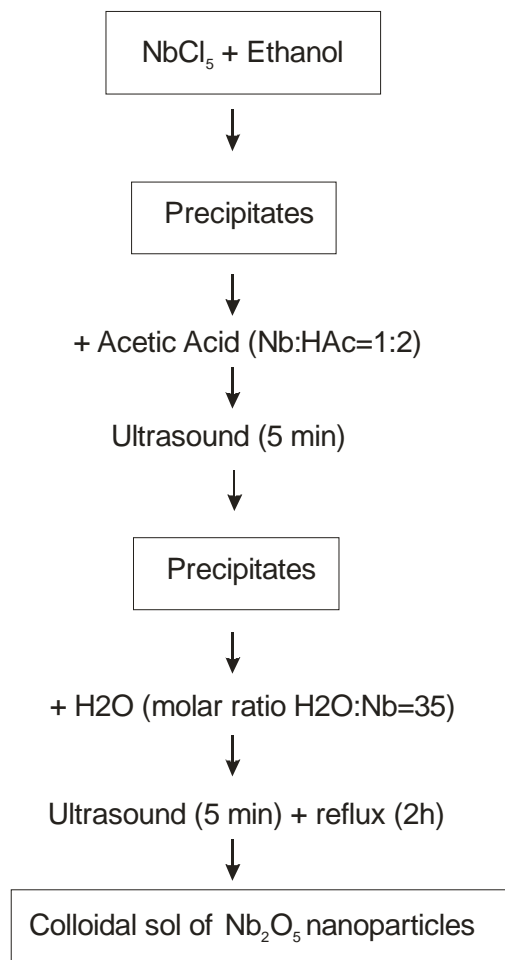 NbCl₅ + Ethanol
Precipitates
+ Acetic Acid (Nb:HAc=1:2)
Ultrasound (5 min)
Precipitates
+ H2O (molar ratio H2O:Nb=35)
Ultrasound (5 min) + reflux (2h)
Colloidal sol of Nb₂O₅ nanoparticles